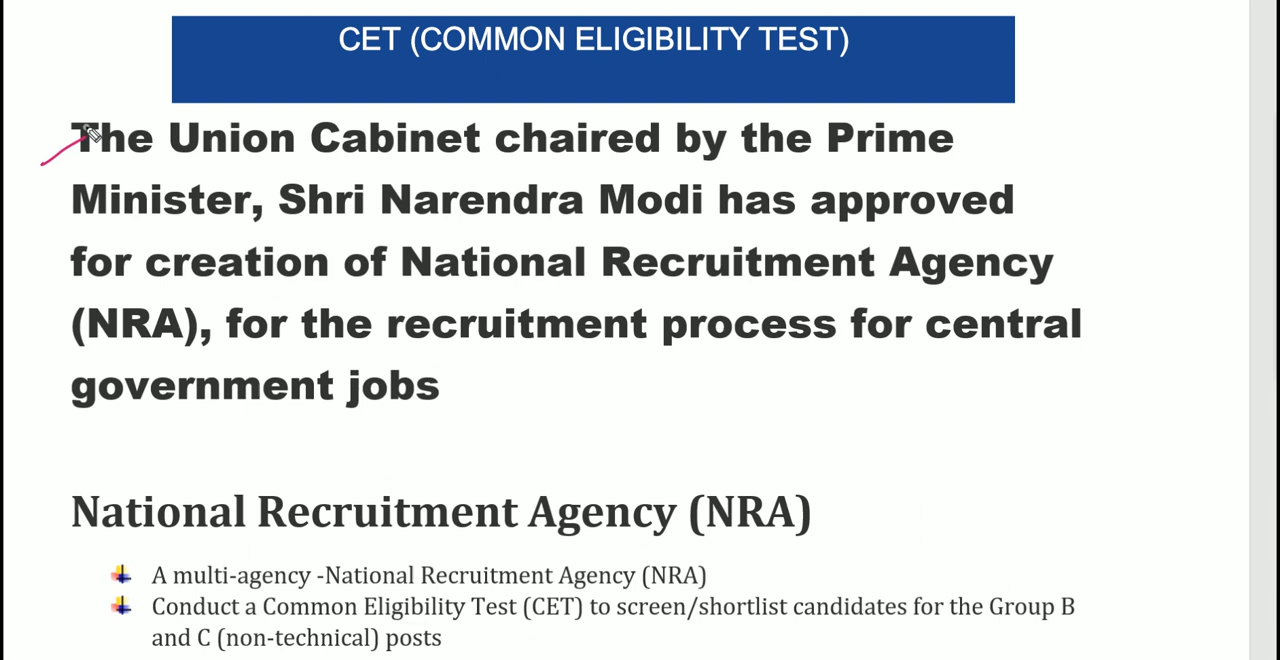 CET (COMMON ELIGIBILITY TEST)
The Union Cabinet chaired by the Prime
Minister, Shri Narendra Modi has approved
for creation of National Recruitment Agency
(NRA), for the recruitment process for central
government jobs
National Recruitment Agency (NRA)
A multi-agency -National Recruitment Agency (NRA)
Conduct a Common Eligibility Test (CET) to screen/shortlist candidates for the Group B
and C (non-technical) posts